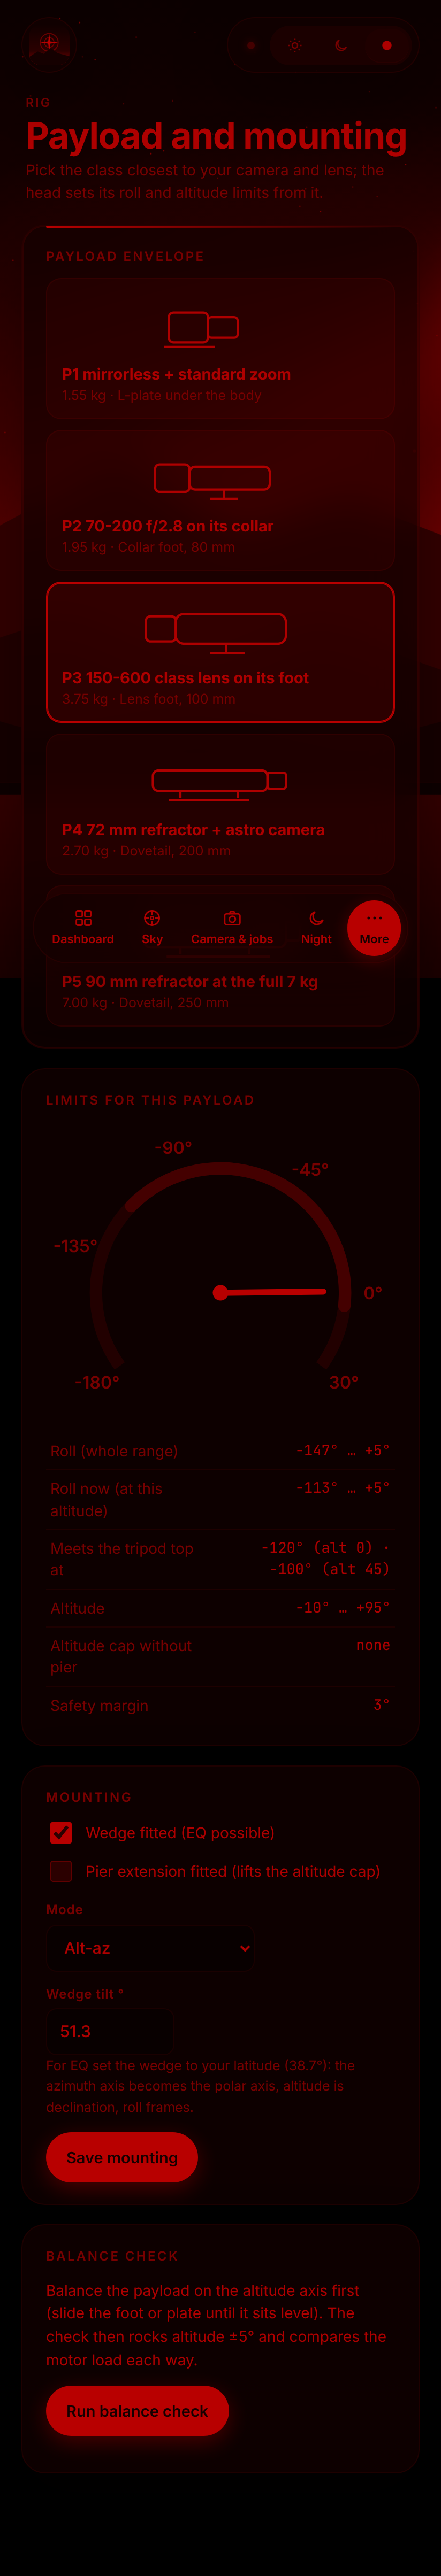 RIG
Payload and mounting
Pick the class closest to your camera and lens; the
head sets its roll and altitude limits from it.
PAYLOAD ENVELOPE
P1 mirrorless + standard zoom
1.55 kg · L-plate under the body
P2 70-200 f/2.8 on its collar
1.95 kg · Collar foot, 80 mm
P3 150-600 class lens on its foot
3.75 kg · Lens foot, 100 mm
P4 72 mm refractor + astro camera
2.70 kg · Dovetail, 200 mm
Dashboard
Sky
Camera & jobs
Night
More
P5 90 mm refractor at the full 7 kg
7.00 kg · Dovetail, 250 mm
LIMITS FOR THIS PAYLOAD
-90°
-45°
-135°
0°
-180°
30°
Roll (whole range) -147° … +5°
Roll now (at this -113° … +5°
altitude)
Meets the tripod top -120° (alt 0) ·
at -100° (alt 45)
Altitude -10° … +95°
Altitude cap without none
pier
Safety margin 3°
MOUNTING
Wedge fitted (EQ possible)
Pier extension fitted (lifts the altitude cap)
Mode
Alt-az
Wedge tilt °
51.3
For EQ set the wedge to your latitude (38.7°): the
azimuth axis becomes the polar axis, altitude is
declination, roll frames.
Save mounting
BALANCE CHECK
Balance the payload on the altitude axis first
(slide the foot or plate until it sits level). The
check then rocks altitude ±5° and compares the
motor load each way.
Run balance check